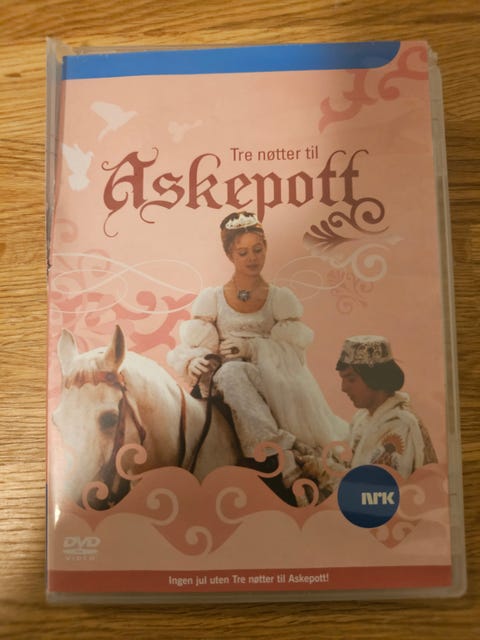 Tre nøtter til
Askepott
NRK
DVD
VIDEO
Ingen jul uten Tre nøtter til Askepott!